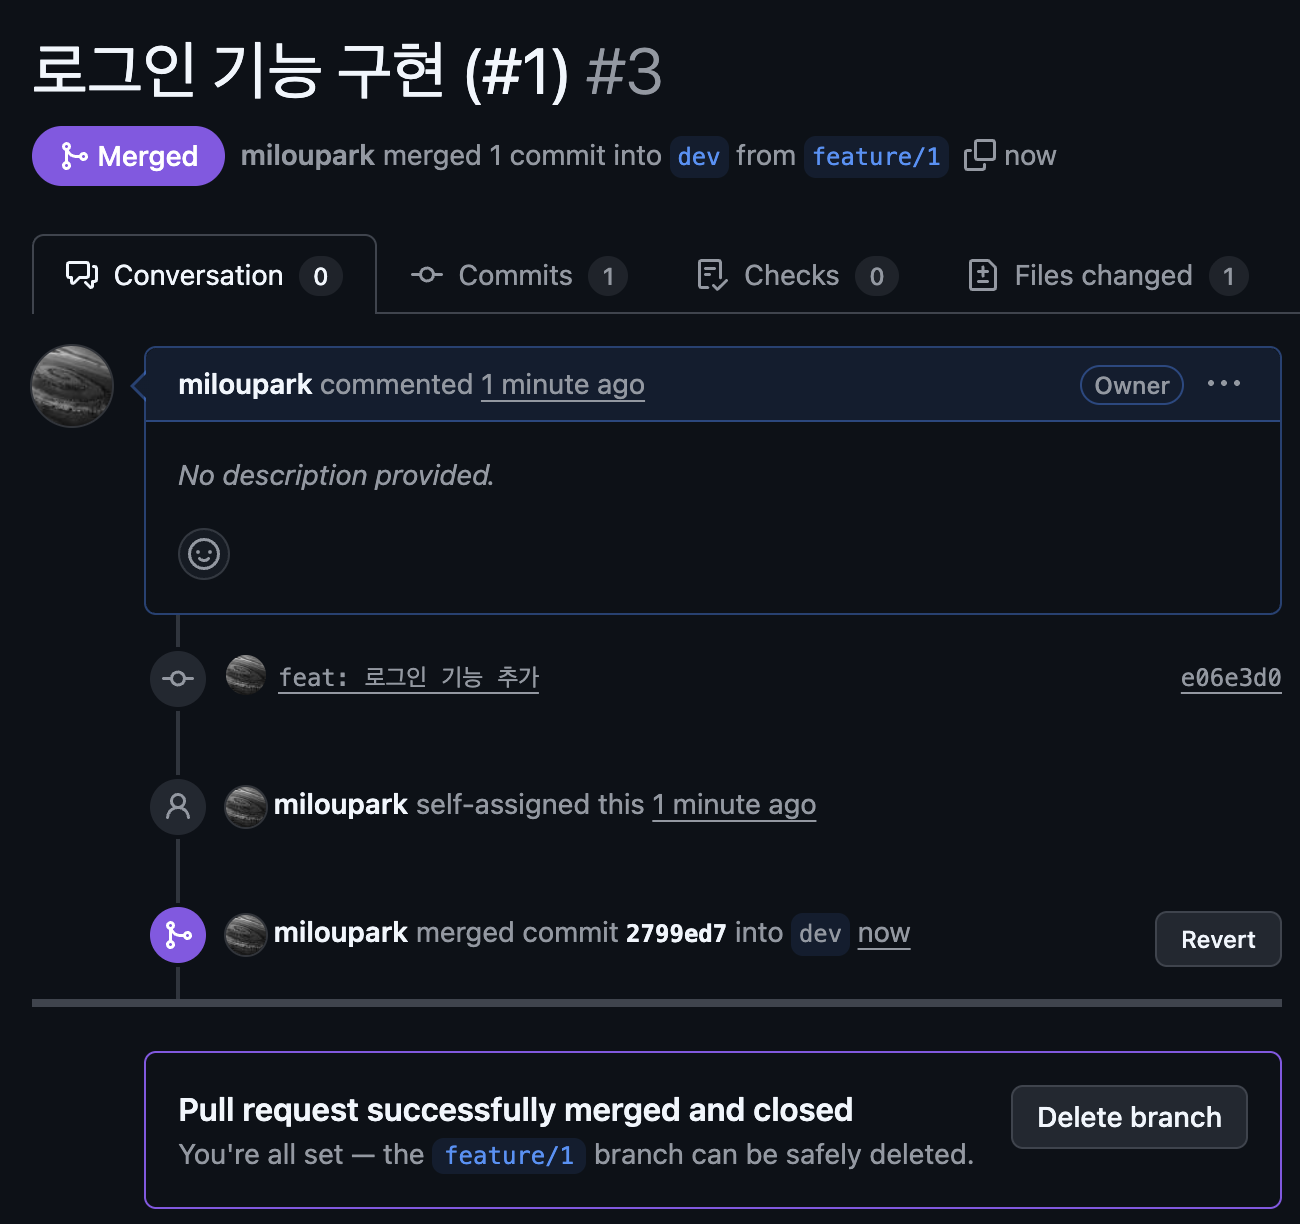 로그인 기능 구현 (#1) #3
Merged miloupark merged 1 commit into dev from feature/1 now
Conversation 0 Commits 1 Checks 0 Files changed 1
miloupark commented 1 minute ago Owner
No description provided.
feat: 로그인 기능 추가 e06e3d0
miloupark self-assigned this 1 minute ago
miloupark merged commit 2799ed7 into dev now Revert
Pull request successfully merged and closed
Delete branch
You're all set — the feature/1 branch can be safely deleted.